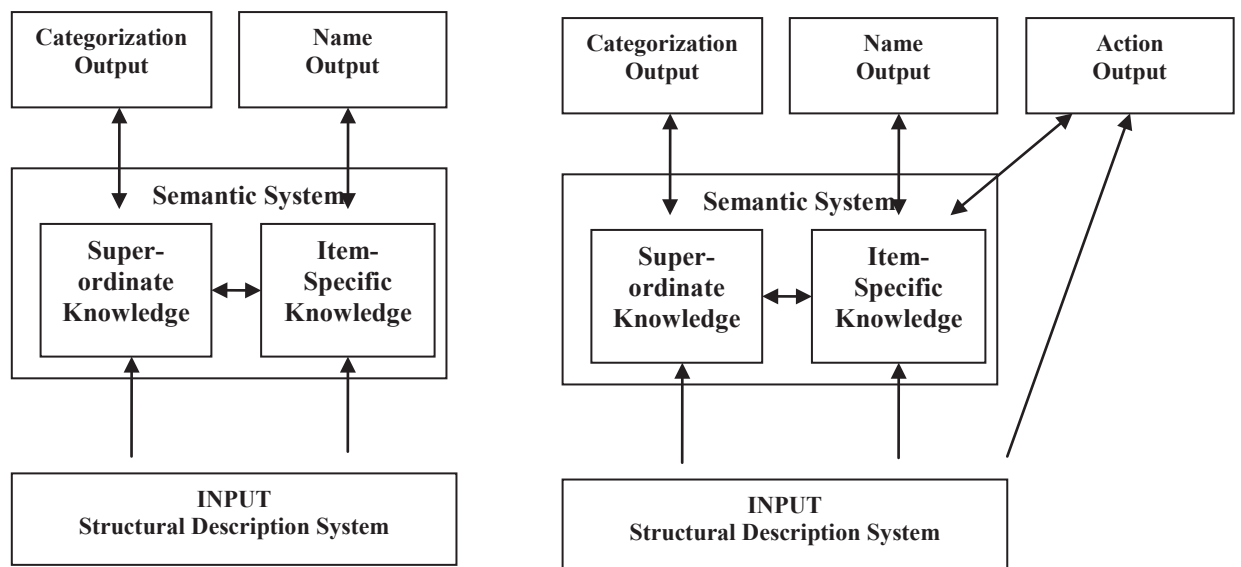 Categorization
Output
Name
Output
Semantic System
Super-
ordinate
Knowledge
Item-
Specific
Knowledge
INPUT
Structural Description System
Categorization
Output
Name
Output
Action
Output
Semantic System
Super-
ordinate
Knowledge
Item-
Specific
Knowledge
INPUT
Structural Description System